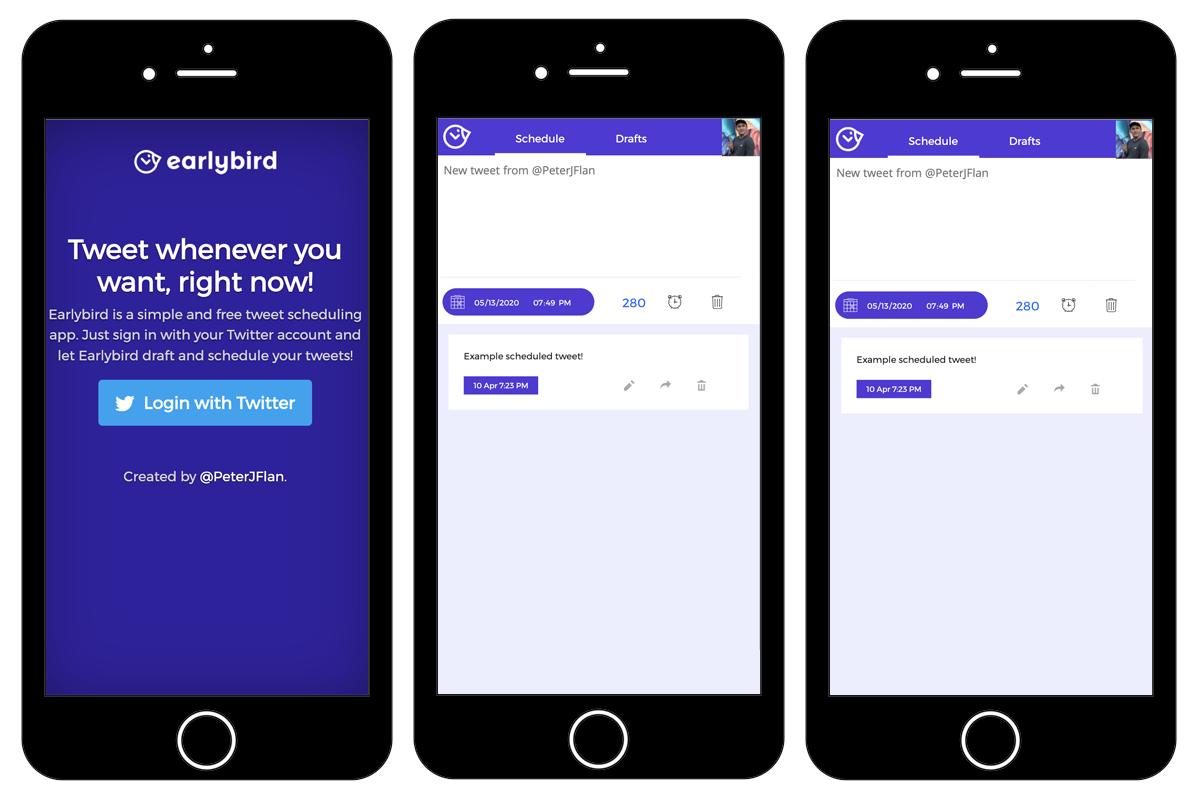 earlybird
Tweet whenever you
want, right now!
Earlybird is a simple and free tweet scheduling
app. Just sign in with your Twitter account and
let Earlybird draft and schedule your tweets!
Login with Twitter
Created by @PeterJFlan.
Schedule Drafts
New tweet from @PeterJFlan
05/13/2020 07:49 PM 280
Example scheduled tweet!
10 Apr 7:23 PM
Schedule Drafts
New tweet from @PeterJFlan
05/13/2020 07:49 PM 280
Example scheduled tweet!
10 Apr 7:23 PM